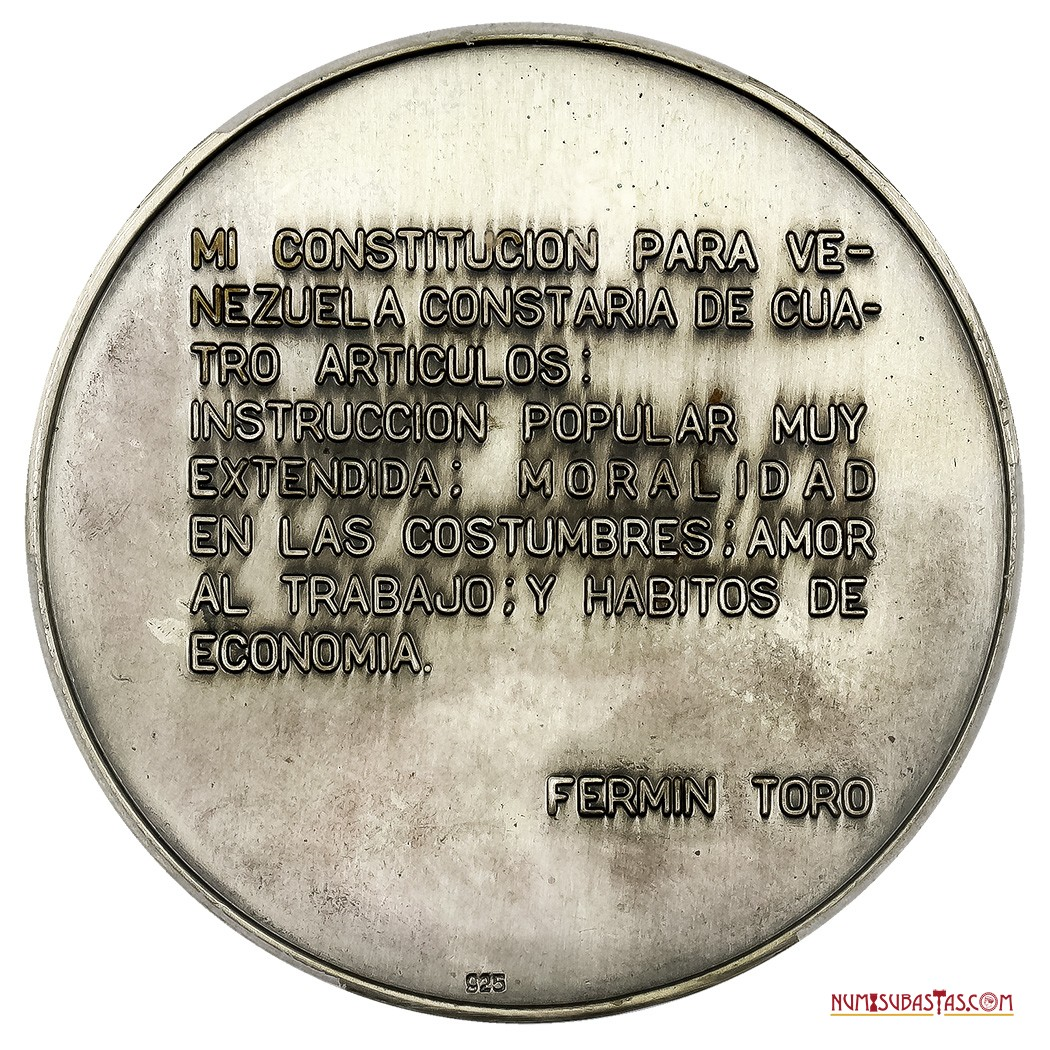 MI CONSTITUCION PARA VE-
NEZUELA CONSTARIA DE CUA-
TRO ARTICULOS:
INSTRUCCION POPULAR MUY
EXTENDIDA; MORALIDAD
EN LAS COSTUMBRES; AMOR
AL TRABAJO; Y HABITOS DE
ECONOMIA.
FERMIN TORO
925
NUMISUBASTAS.COM